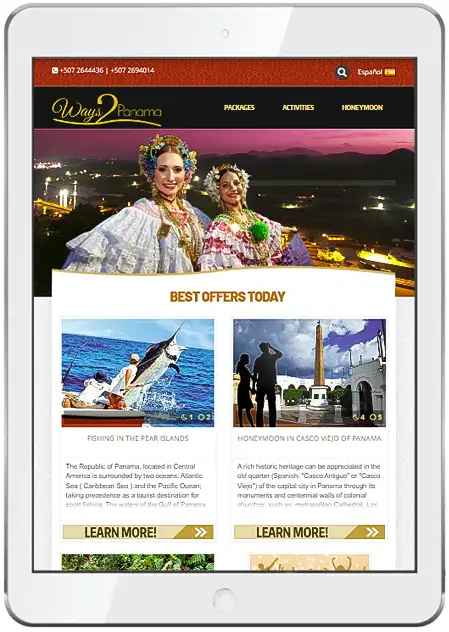 +507 2644436 | +507 2694014
Español
Ways2Panama
PACKAGES ACTIVITIES HONEYMOON
BEST OFFERS TODAY
1 2
4 5
FISHING IN THE PEAR ISLANDS
HONEYMOON IN CASCO VIEJO OF PANAMA
The Republic of Panama, located in Central
America is surrounded by two oceans: Atlantic
Sea ( Caribbean Sea ) and the Pacific Ocean;
taking precedence as a tourist destination for
sport fishing. The waters of the Gulf of Panama
A rich historic heritage can be appreciated in the
old quarter (Spanish: "Casco Antiguo" or "Casco
Viejo") of the capital city in Panama through its
monuments and centennial walls of colonial
churches, such as: metropolitan Cathedral, Las
LEARN MORE!
LEARN MORE!